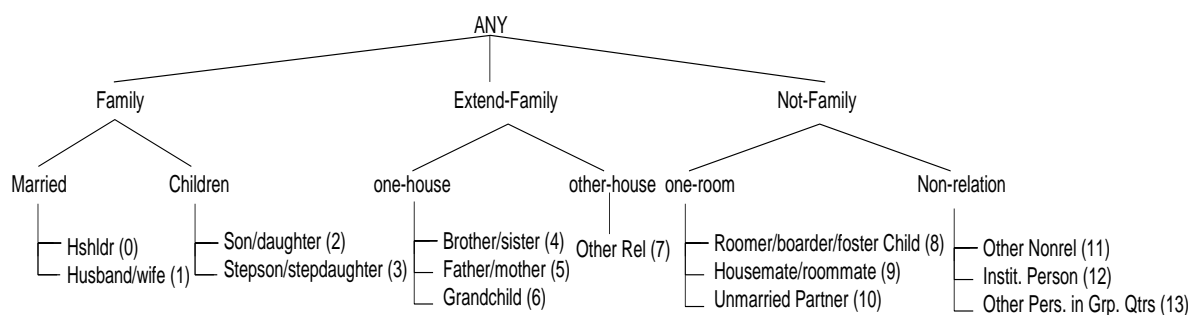 ANY
Family Extend-Family Not-Family
Married Children one-house other-house one-room Non-relation
Hshldr (0) Son/daughter (2) Brother/sister (4) Other Rel (7) Roomer/boarder/foster Child (8) Other Nonrel (11)
Husband/wife (1) Stepson/stepdaughter (3) Father/mother (5) Housemate/roommate (9) Instit. Person (12)
Grandchild (6) Unmarried Partner (10) Other Pers. in Grp. Qtrs (13)